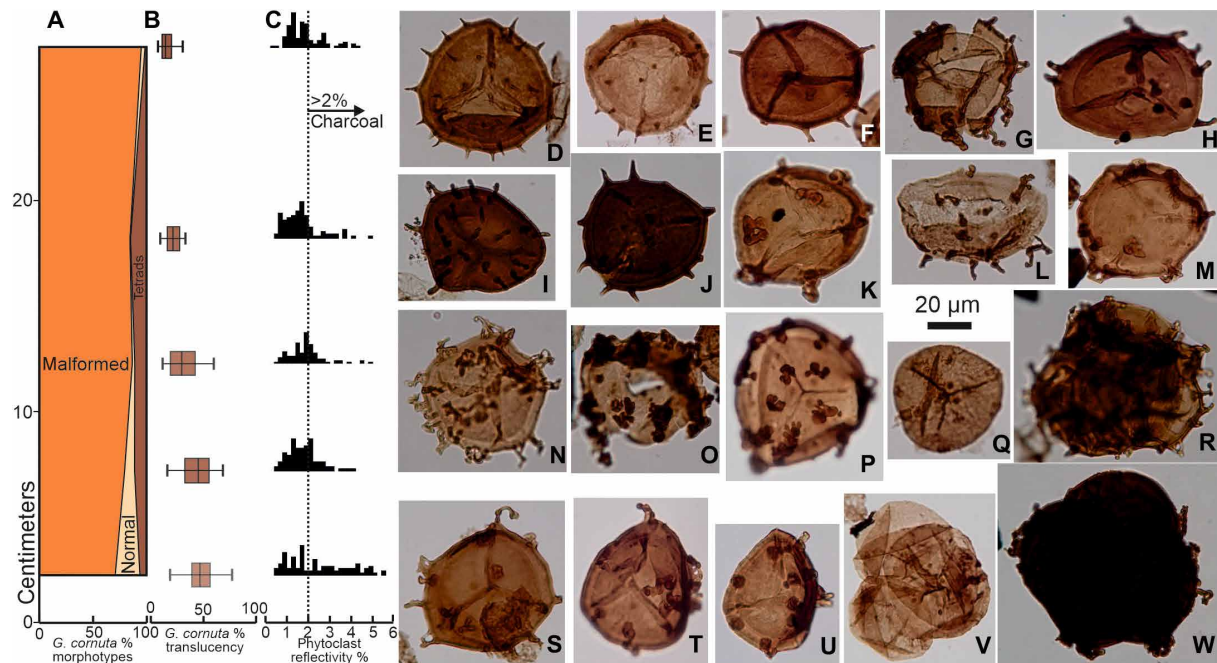 A
B
C
D
E
F
G
H
>2%
Charcoal
20
Tetrads
I
J
K
L
M
20 µm
Malformed
10
N
O
P
Q
R
Normal
Centimeters
0
S
T
U
V
W
0 50 100
G. cornuta %
morphotypes
0 50 100
G. cornuta %
translucency
0 1 2 3 4 5 6
Phytoclast
reflectivity %